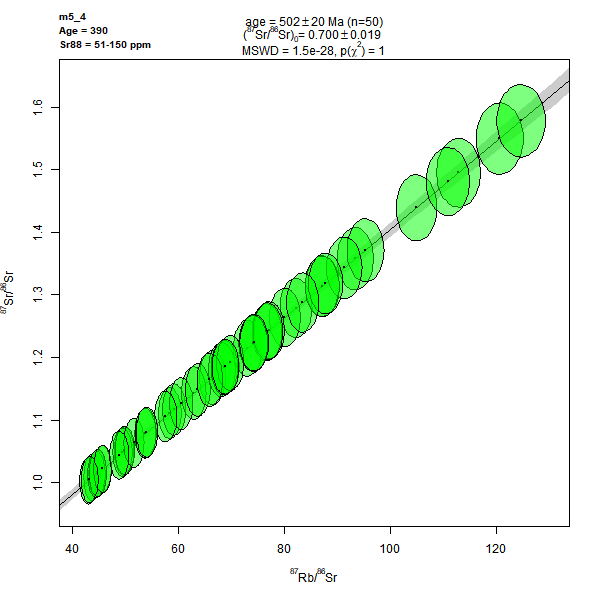 m5_4
Age = 390
Sr88 = 51-150 ppm
age = 502 ± 20 Ma (n=50)
(⁸⁷Sr/⁸⁶Sr)₀= 0.700 ± 0.019
MSWD = 1.5e-28, p(χ²) = 1
1.6
1.5
1.4
1.3
1.2
1.1
1.0
⁸⁷Sr/⁸⁶Sr
40 60 80 100 120
⁸⁷Rb/⁸⁶Sr